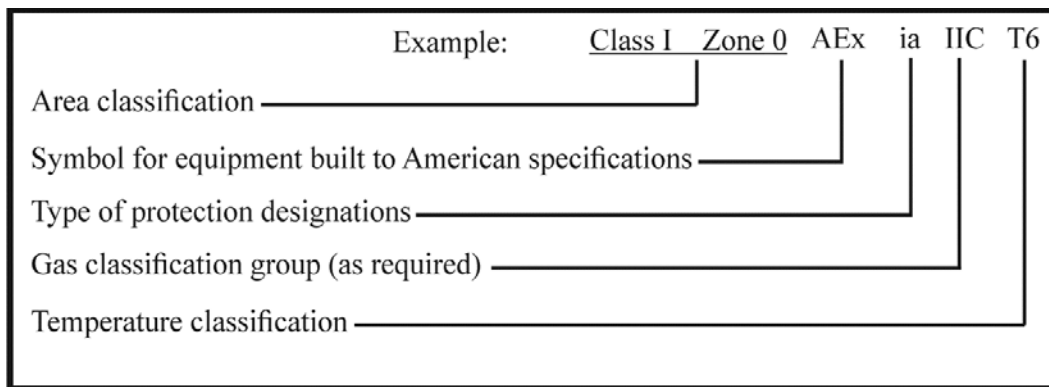 Example: Class I Zone 0 AEx ia IIC T6
Area classification
Symbol for equipment built to American specifications
Type of protection designations
Gas classification group (as required)
Temperature classification